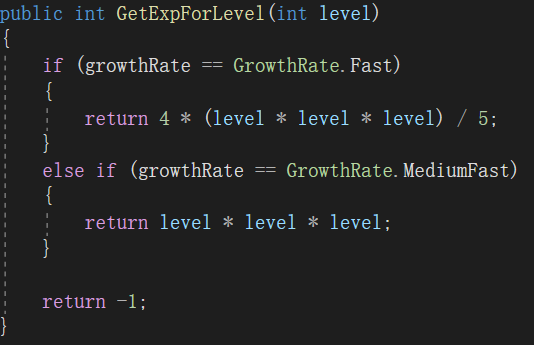 public int GetExpForLevel(int level)
{
    if (growthRate == GrowthRate.Fast)
    {
        return 4 * (level * level * level) / 5;
    }
    else if (growthRate == GrowthRate.MediumFast)
    {
        return level * level * level;
    }

    return -1;
}